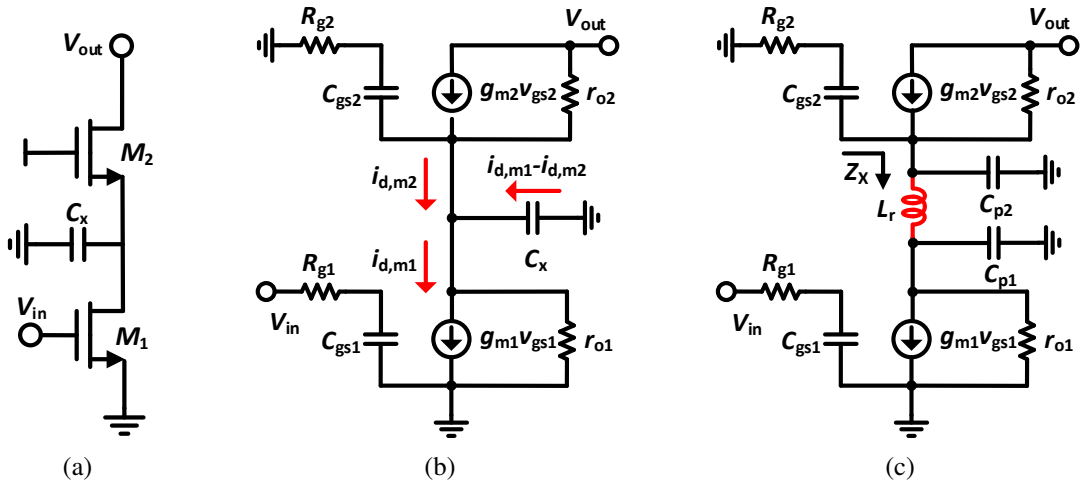 Vout
M2
Cx
Vin
M1
(a)
Rg2
Vout
Cgs2
gm2vgs2
ro2
id,m2
id,m1-id,m2
id,m1
Cx
Rg1
Vin
Cgs1
gm1vgs1
ro1
(b)
Rg2
Vout
Cgs2
gm2vgs2
ro2
ZX
Lr
Cp2
Cp1
Rg1
Vin
Cgs1
gm1vgs1
ro1
(c)